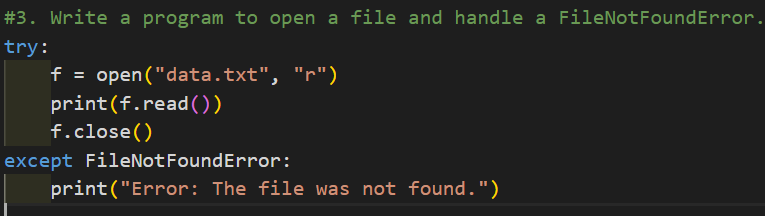 #3. Write a program to open a file and handle a FileNotFoundError.
try:
    f = open("data.txt", "r")
    print(f.read())
    f.close()
except FileNotFoundError:
    print("Error: The file was not found.")